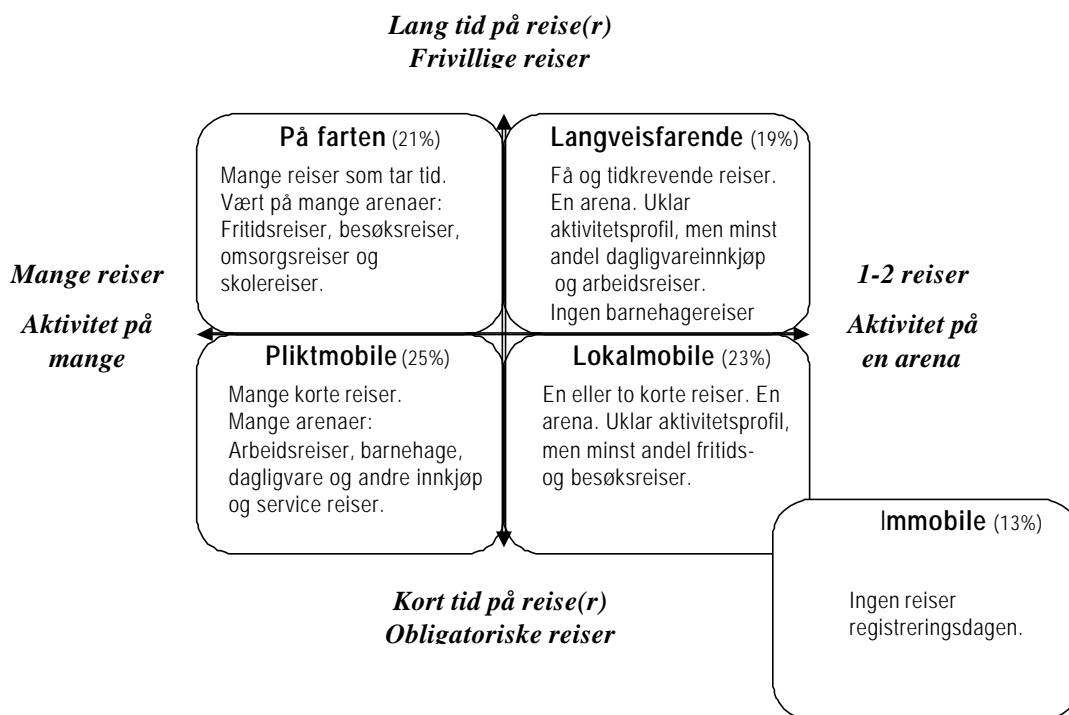 Lang tid på reise(r)
Frivillige reiser
På farten (21%)
Mange reiser som tar tid.
Vært på mange arenaer:
Fritidsreiser, besøksreiser,
omsorgsreiser og
skolereiser.
Langveisfarende (19%)
Få og tidkrevende reiser.
En arena. Uklar
aktivitetsprofil, men minst
andel dagligvareinnkjøp
og arbeidsreiser.
Ingen barnehagereiser
Mange reiser
Aktivitet på
mange
1-2 reiser
Aktivitet på
en arena
Pliktmobile (25%)
Mange korte reiser.
Mange arenaer:
Arbeidsreiser, barnehage,
dagligvare og andre innkjøp
og service reiser.
Lokalmobile (23%)
En eller to korte reiser. En
arena. Uklar aktivitetsprofil,
men minst andel fritids-
og besøksreiser.
Immobile (13%)
Ingen reiser
registreringsdagen.
Kort tid på reise(r)
Obligatoriske reiser